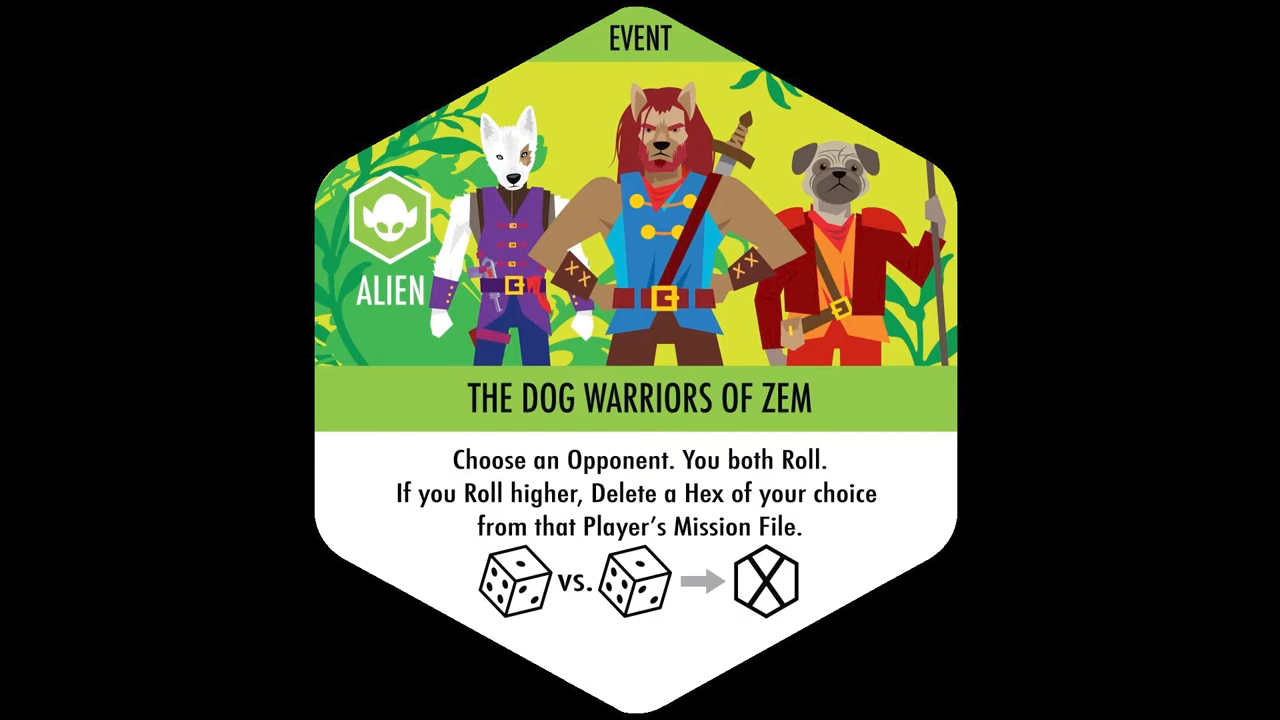 EVENT
ALIEN
THE DOG WARRIORS OF ZEM
Choose an Opponent. You both Roll.
If you Roll higher, Delete a Hex of your choice
from that Player's Mission File.
vs.